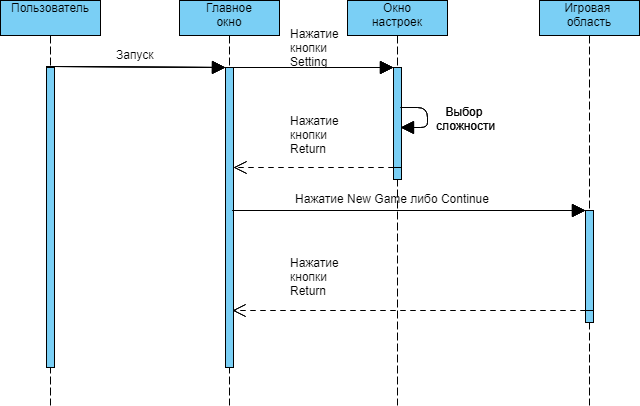 Пользователь
Главное
окно
Окно
настроек
Игровая
область
Запуск
Нажатие
кнопки
Setting
Выбор
сложности
Нажатие
кнопки
Return
Нажатие New Game либо Continue
Нажатие
кнопки
Return